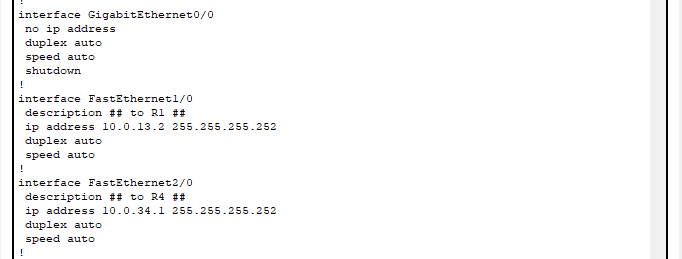 !
interface GigabitEthernet0/0
 no ip address
 duplex auto
 speed auto
 shutdown
!
interface FastEthernet1/0
 description ## to R1 ##
 ip address 10.0.13.2 255.255.255.252
 duplex auto
 speed auto
!
interface FastEthernet2/0
 description ## to R4 ##
 ip address 10.0.34.1 255.255.255.252
 duplex auto
 speed auto
!